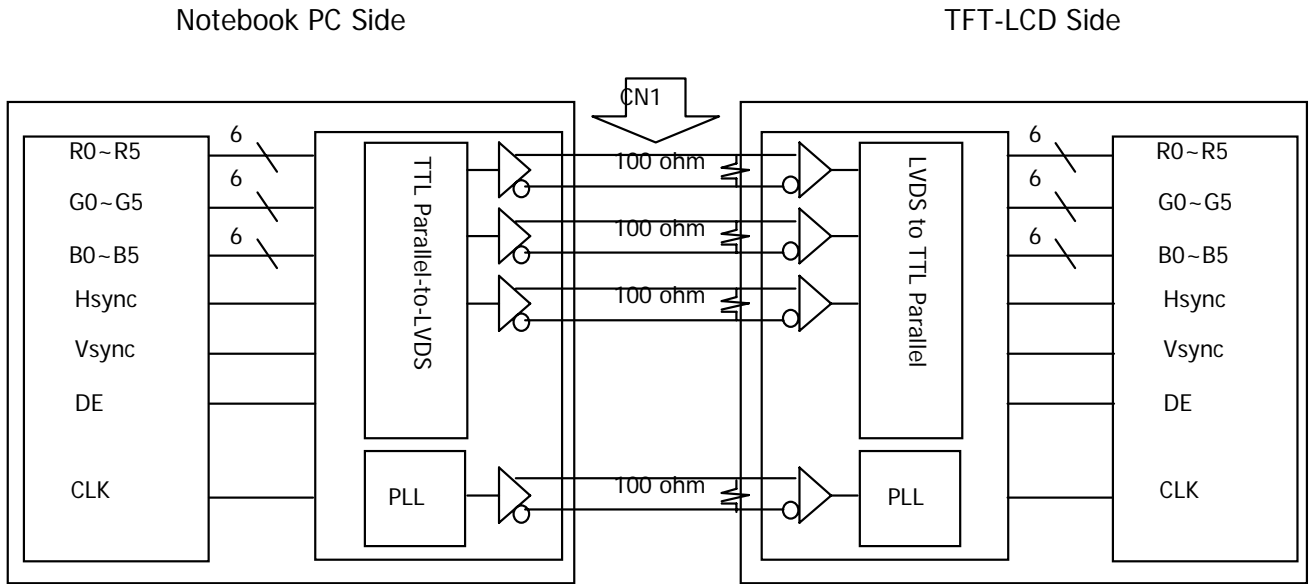 Notebook PC Side
TFT-LCD Side
CN1
R0~R5
6
G0~G5
6
B0~B5
6
Hsync
Vsync
DE
CLK
TTL Parallel-to-LVDS
PLL
100 ohm
100 ohm
100 ohm
100 ohm
LVDS to TTL Parallel
PLL
6
R0~R5
6
G0~G5
6
B0~B5
Hsync
Vsync
DE
CLK